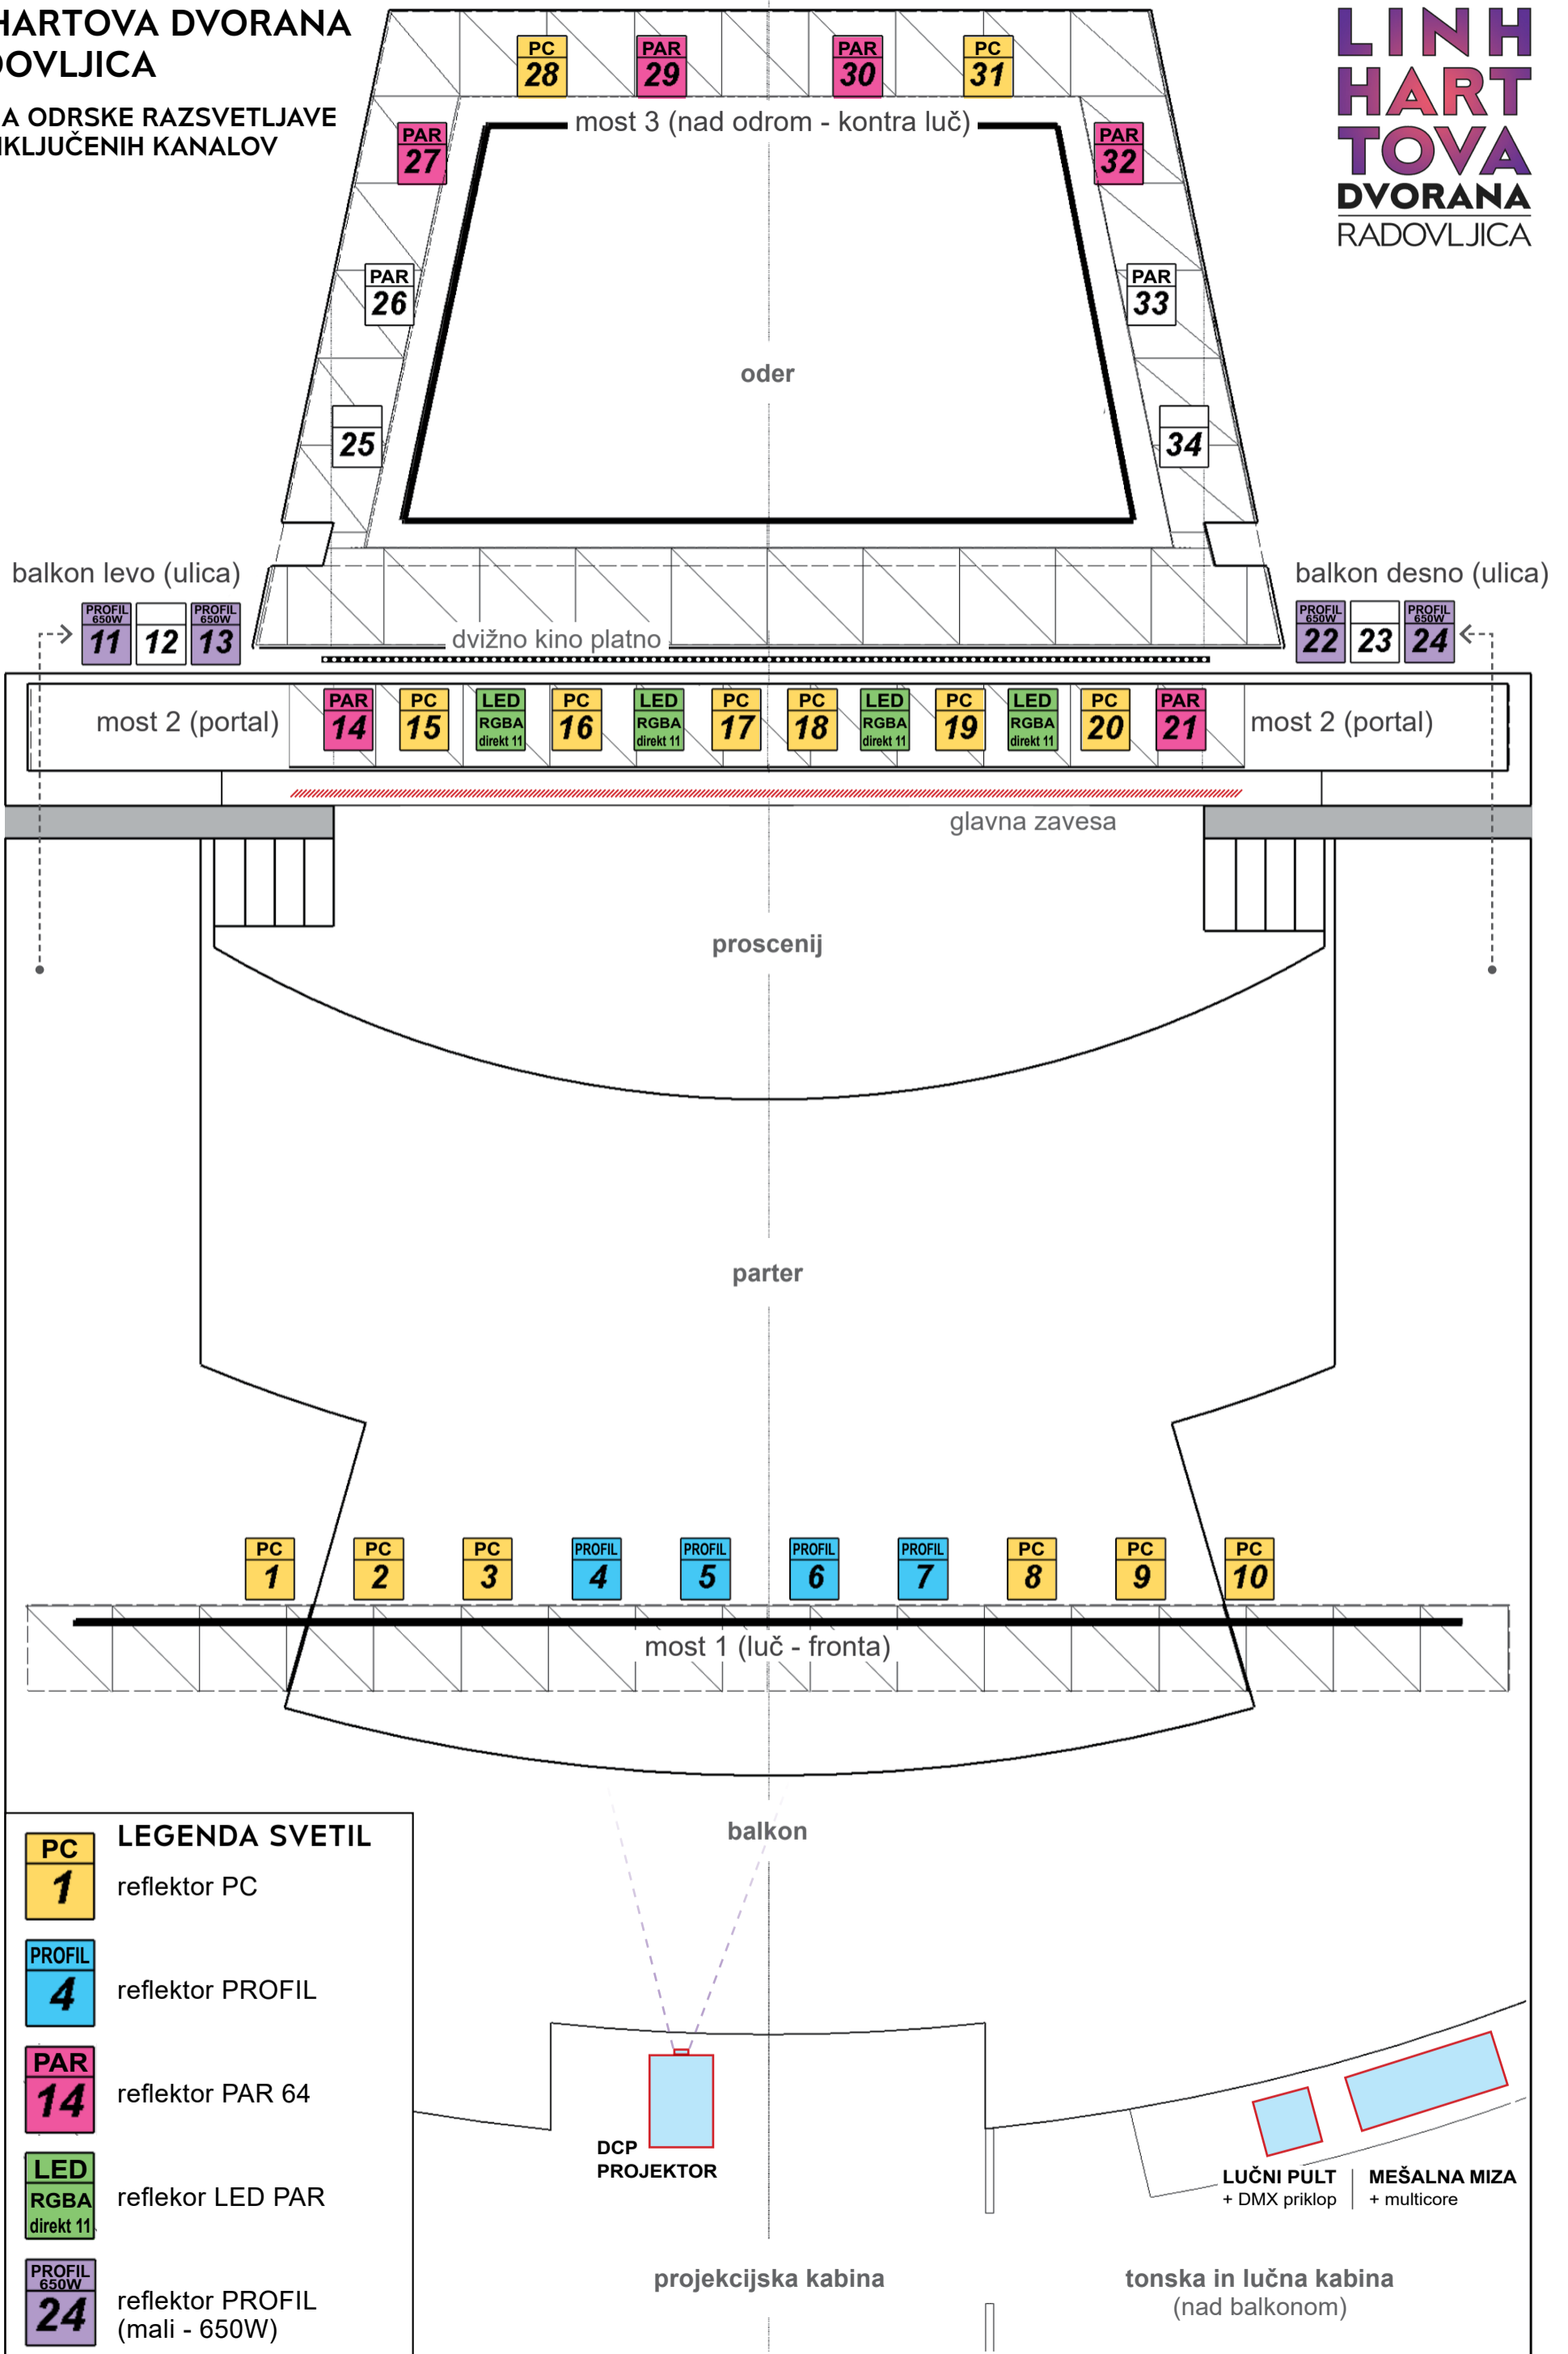 HARTOVA DVORANA
DOVLJICA
A ODRSKE RAZSVETLJAVE
IKLJUČENIH KANALOV
LINH
HART
TOVA
DVORANA
RADOVLJICA
PC
28
PAR
29
PAR
30
PC
31
most 3 (nad odrom - kontra luč)
PAR
27
PAR
32
PAR
26
PAR
33
oder
25
34
balkon levo (ulica)
balkon desno (ulica)
PROFIL
650W
11
12
PROFIL
650W
13
PROFIL
650W
22
23
PROFIL
650W
24
dvižno kino platno
most 2 (portal)
PAR
14
PC
15
LED
RGBA
direkt 11
PC
16
LED
RGBA
direkt 11
PC
17
PC
18
LED
RGBA
direkt 11
PC
19
LED
RGBA
direkt 11
PC
20
PAR
21
most 2 (portal)
glavna zavesa
proscenij
parter
PC
1
PC
2
PC
3
PROFIL
4
PROFIL
5
PROFIL
6
PROFIL
7
PC
8
PC
9
PC
10
most 1 (luč - fronta)
balkon
LEGENDA SVETIL
PC
1
reflektor PC
PROFIL
4
reflektor PROFIL
PAR
14
reflektor PAR 64
LED
RGBA
direkt 11
reflekor LED PAR
PROFIL
650W
24
reflektor PROFIL
(mali - 650W)
DCP
PROJEKTOR
LUČNI PULT
+ DMX priklop
MEŠALNA MIZA
+ multicore
projekcijska kabina
tonska in lučna kabina
(nad balkonom)